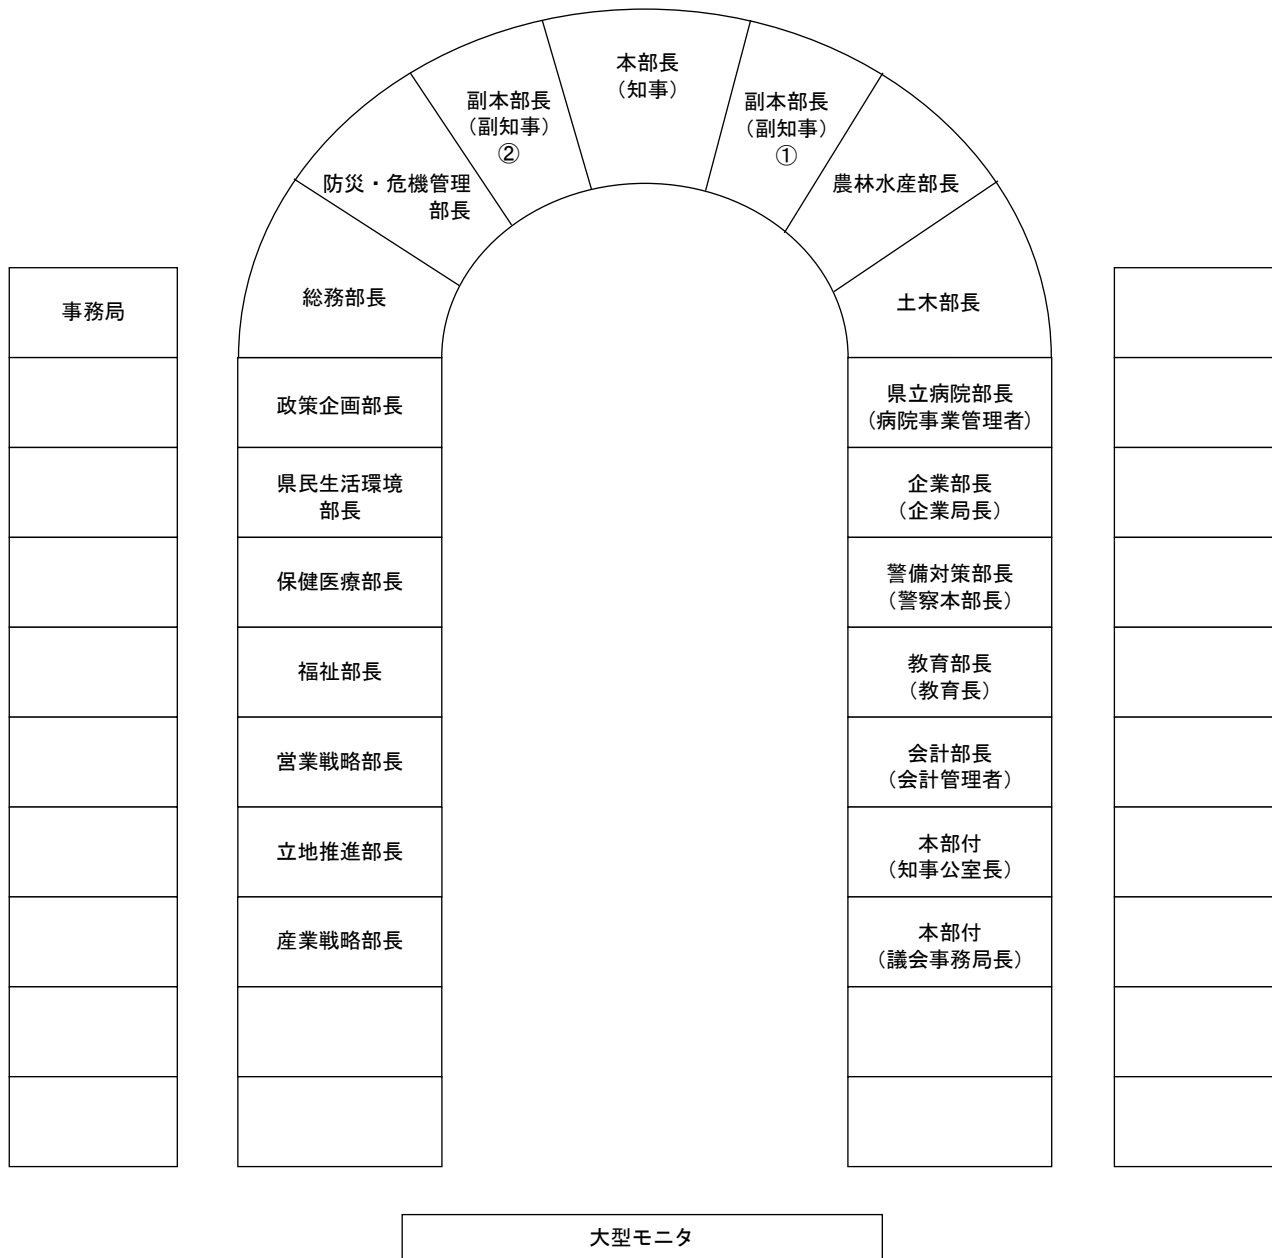 本部長
（知事）
副本部長
（副知事）
②
副本部長
（副知事）
①
防災・危機管理
部長
農林水産部長
総務部長
土木部長
事務局
政策企画部長
県立病院部長
（病院事業管理者）
県民生活環境
部長
企業部長
（企業局長）
保健医療部長
警備対策部長
（警察本部長）
福祉部長
教育部長
（教育長）
営業戦略部長
会計部長
（会計管理者）
立地推進部長
本部付
（知事公室長）
産業戦略部長
本部付
（議会事務局長）
大型モニタ